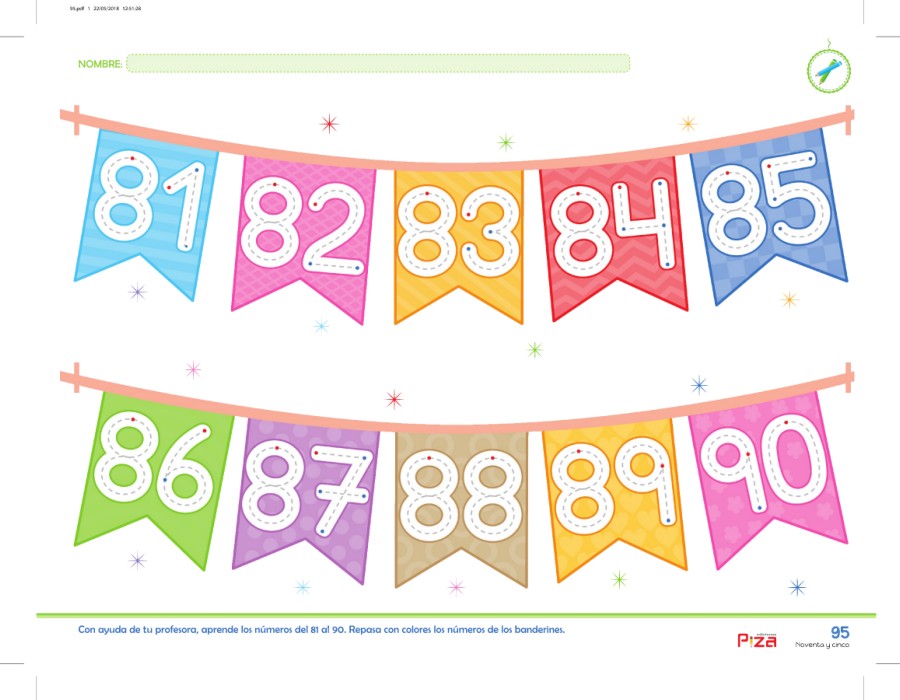 95.pdf 1 22/05/2018 12:51:28
NOMBRE:
81 82 83 84 85
86 87 88 89 90
Con ayuda de tu profesora, aprende los números del 81 al 90. Repasa con colores los números de los banderines.
Piza
95
Noventa y cinco